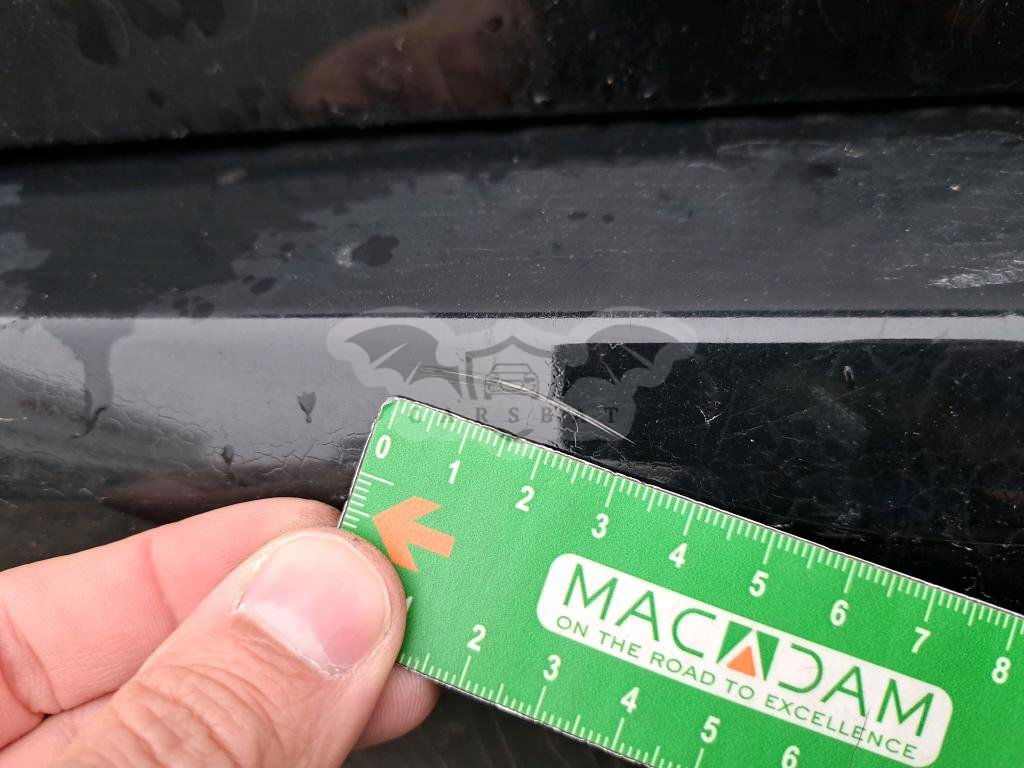 CARSBAT
0 1 2 3 4 5 6 7 8
MACADAM
ON THE ROAD TO EXCELLENCE
2 3 4 5 6